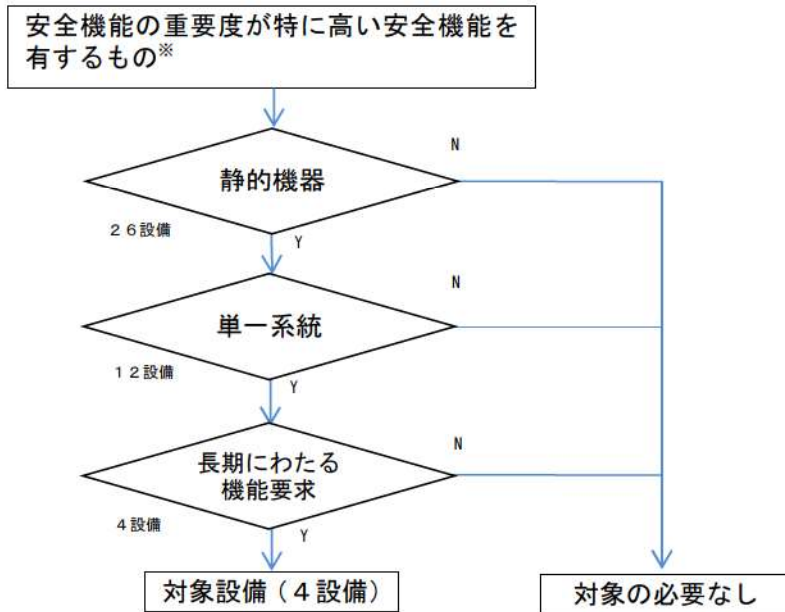 安全機能の重要度が特に高い安全機能を
有するもの※
N
静的機器
26設備
Y
N
単一系統
12設備
Y
N
長期にわたる
機能要求
4設備
Y
対象設備(4設備)
対象の必要なし